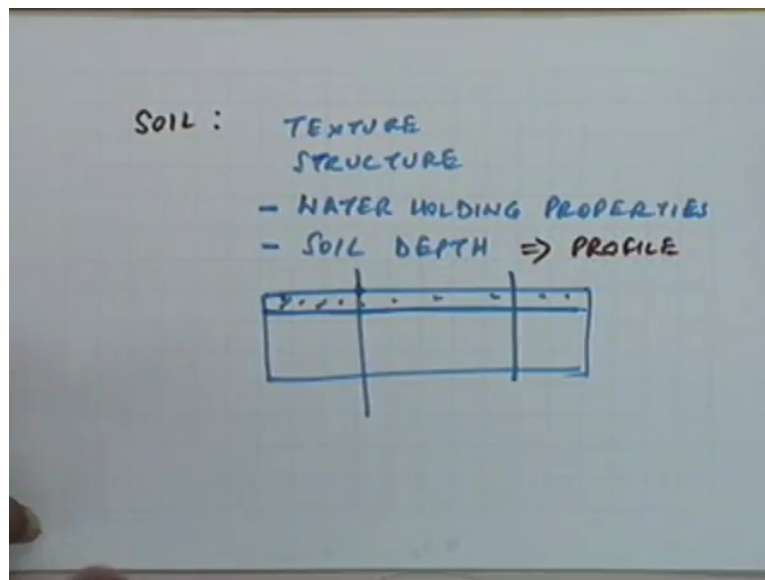 SOIL : TEXTURE
STRUCTURE
- WATER HOLDING PROPERTIES
- SOIL DEPTH => PROFILE